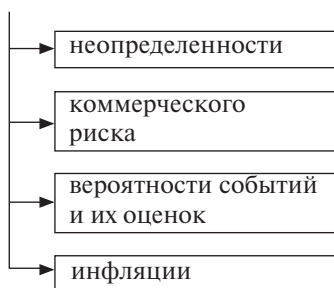 неопределенности
коммерческого
риска
вероятности событий
и их оценок
инфляции